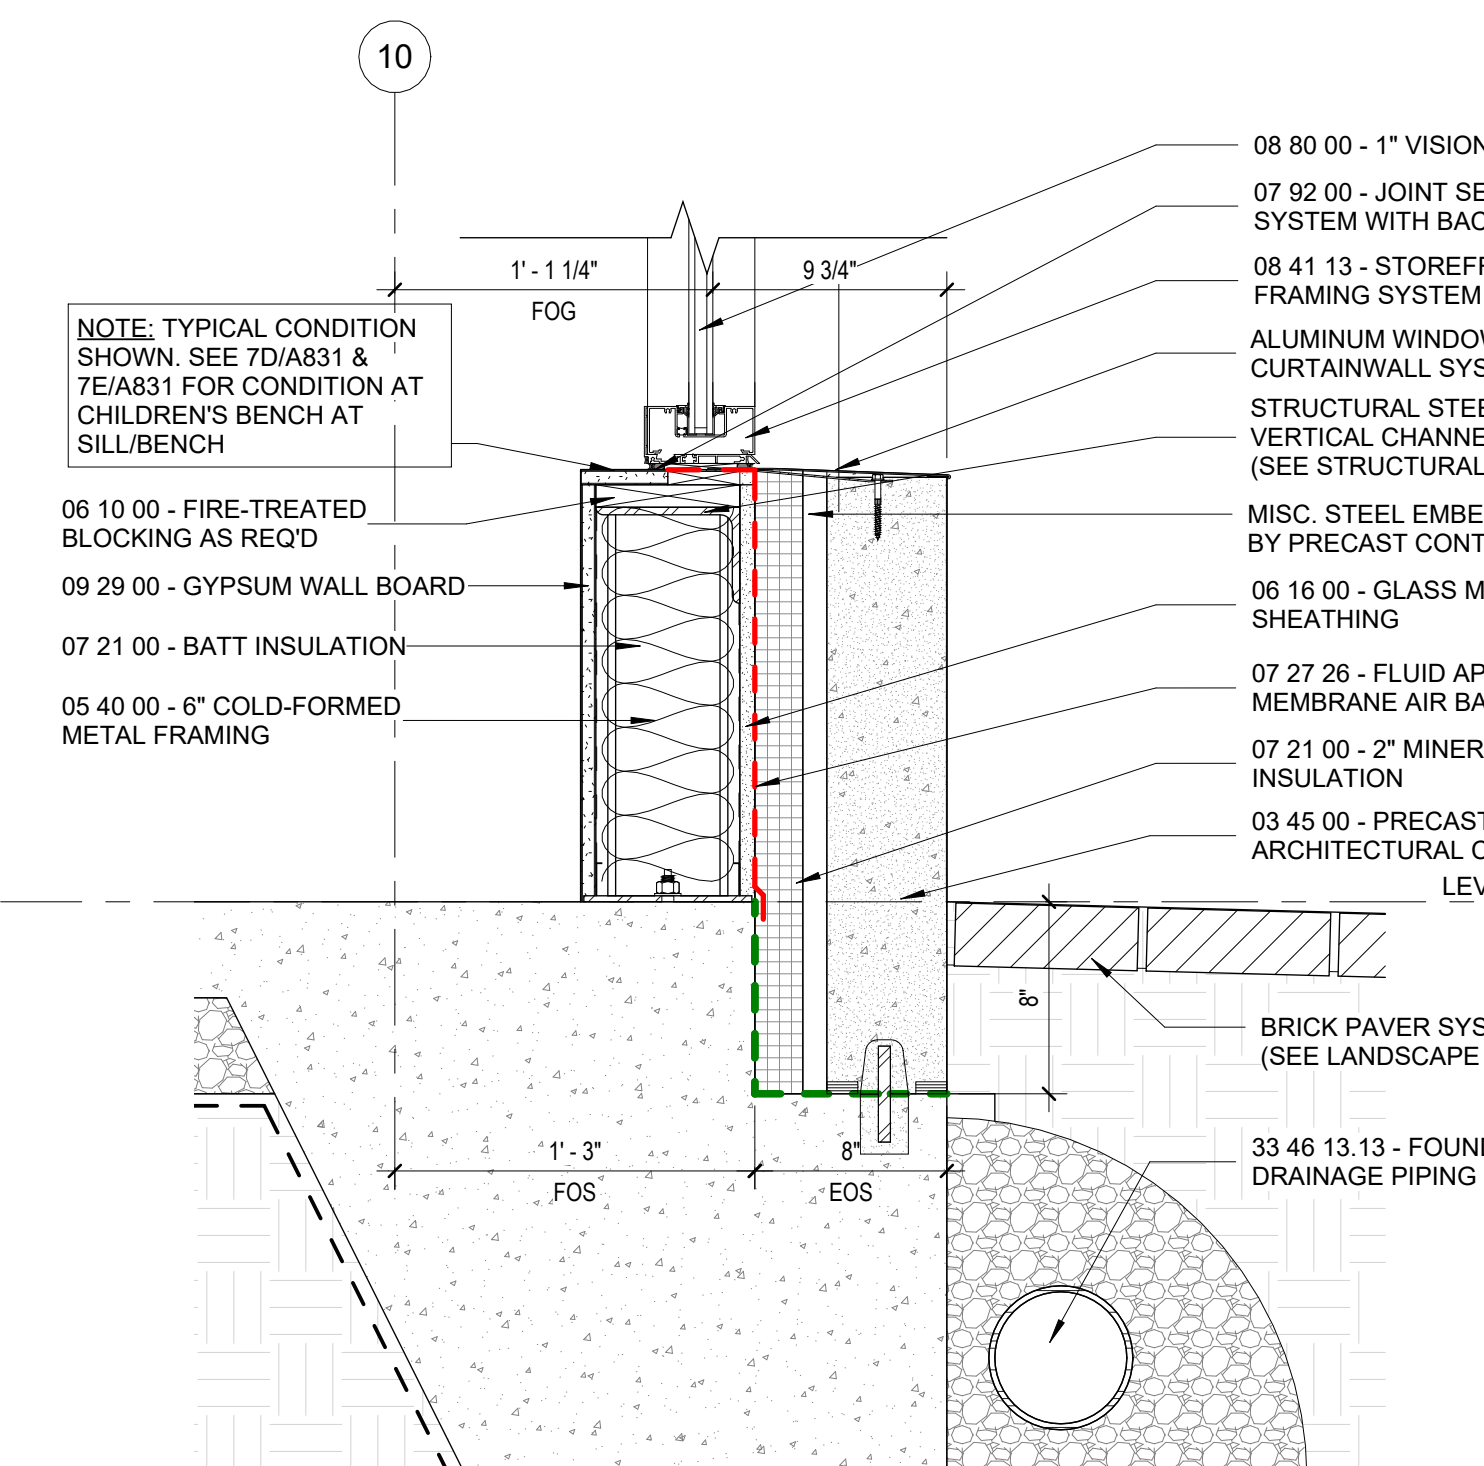 10
08 80 00 - 1" VISION
07 92 00 - JOINT SE
SYSTEM WITH BAC
08 41 13 - STOREF
FRAMING SYSTEM
ALUMINUM WINDOW
CURTAINWALL SYS
STRUCTURAL STEE
VERTICAL CHANNE
(SEE STRUCTURAL
MISC. STEEL EMBE
BY PRECAST CONT
06 16 00 - GLASS M
SHEATHING
07 27 26 - FLUID AP
MEMBRANE AIR BA
07 21 00 - 2" MINER
INSULATION
03 45 00 - PRECAST
ARCHITECTURAL C
LEV
BRICK PAVER SYS
(SEE LANDSCAPE
33 46 13.13 - FOUN
DRAINAGE PIPING
1' - 1 1/4"
FOG
9 3/4"
NOTE: TYPICAL CONDITION
SHOWN. SEE 7D/A831 &
7E/A831 FOR CONDITION AT
CHILDREN'S BENCH AT
SILL/BENCH
06 10 00 - FIRE-TREATED
BLOCKING AS REQ'D
09 29 00 - GYPSUM WALL BOARD
07 21 00 - BATT INSULATION
05 40 00 - 6" COLD-FORMED
METAL FRAMING
8"
1' - 3"
FOS
8"
EOS